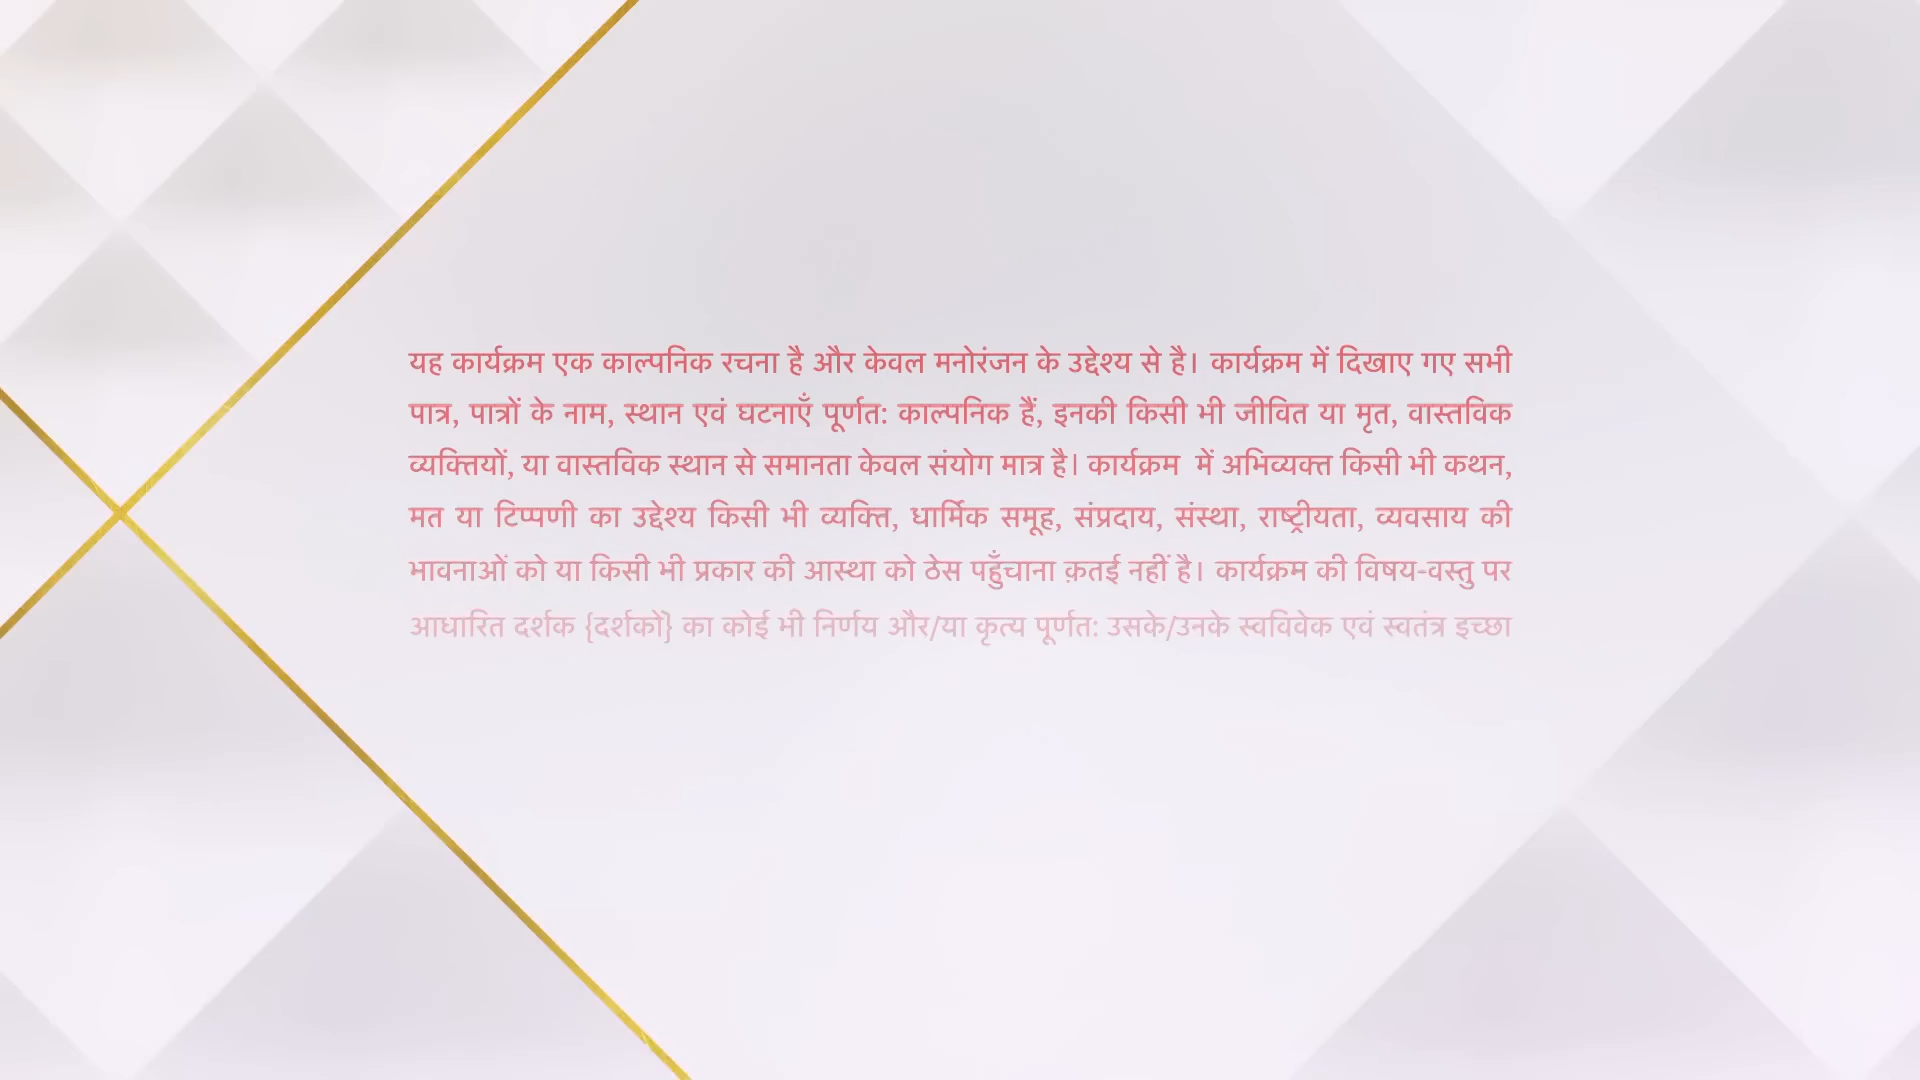 यह कार्यक्रम एक काल्पनिक रचना है और केवल मनोरंजन के उद्देश्य से है। कार्यक्रम में दिखाए गए सभी
पात्र, पात्रों के नाम, स्थान एवं घटनाएँ पूर्णत: काल्पनिक हैं, इनकी किसी भी जीवित या मृत, वास्तविक
व्यक्तियों, या वास्तविक स्थान से समानता केवल संयोग मात्र है। कार्यक्रम में अभिव्यक्त किसी भी कथन,
मत या टिप्पणी का उद्देश्य किसी भी व्यक्ति, धार्मिक समूह, संप्रदाय, संस्था, राष्ट्रीयता, व्यवसाय की
भावनाओं को या किसी भी प्रकार की आस्था को ठेस पहुँचाना क़तई नहीं है। कार्यक्रम की विषय-वस्तु पर
आधारित दर्शक {दर्शकों} का कोई भी निर्णय और/या कृत्य पूर्णत: उसके/उनके स्वविवेक एवं स्वतंत्र इच्छा